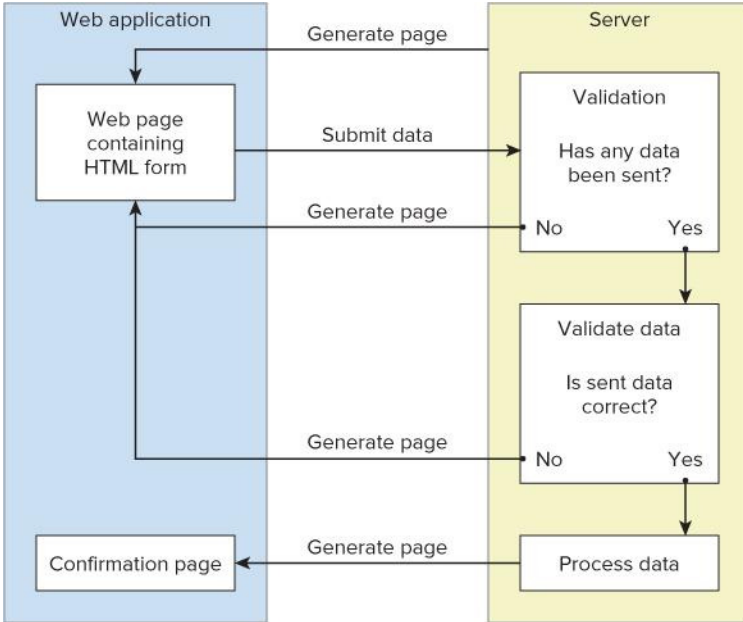 Web application
Server
Generate page
Web page
containing
HTML form
Submit data
Validation
Has any data
been sent?
Generate page
No
Yes
Validate data
Is sent data
correct?
Generate page
No
Yes
Confirmation page
Generate page
Process data